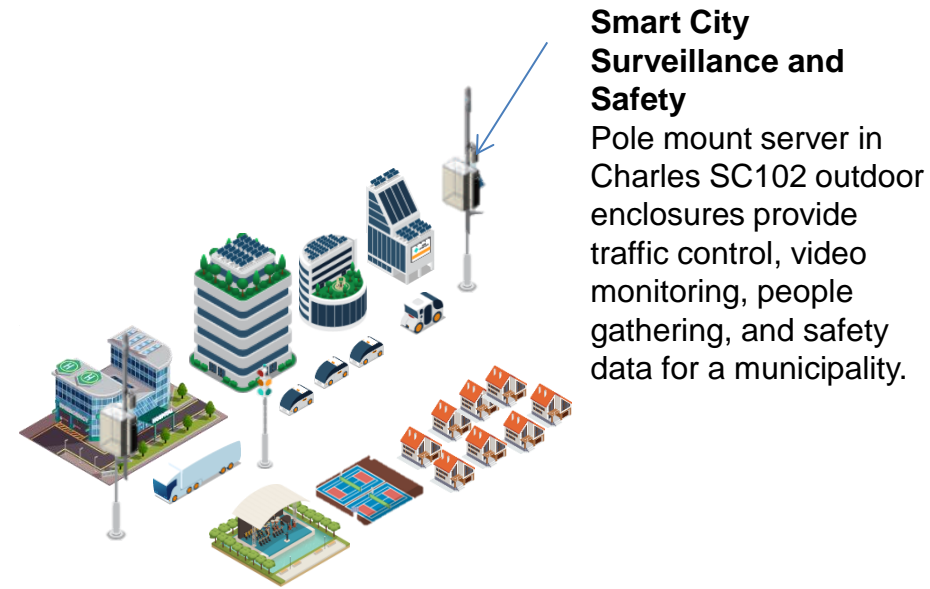 Smart City
Surveillance and
Safety
Pole mount server in
Charles SC102 outdoor
enclosures provide
traffic control, video
monitoring, people
gathering, and safety
data for a municipality.
H
H